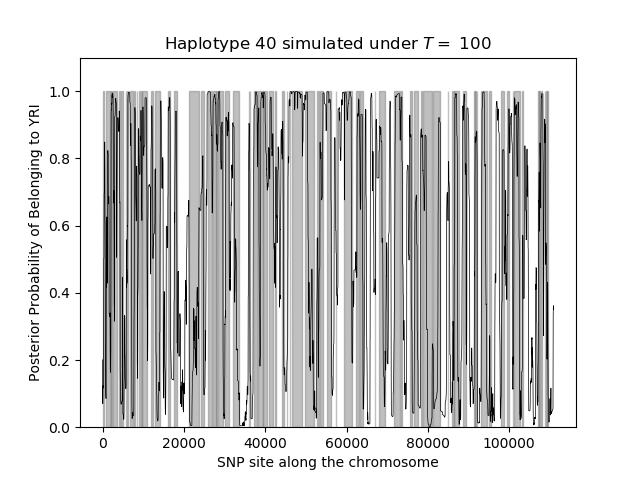 Haplotype 40 simulated under T = 100
Posterior Probability of Belonging to YRI
1.0
0.8
0.6
0.4
0.2
0.0
0 20000 40000 60000 80000 100000
SNP site along the chromosome